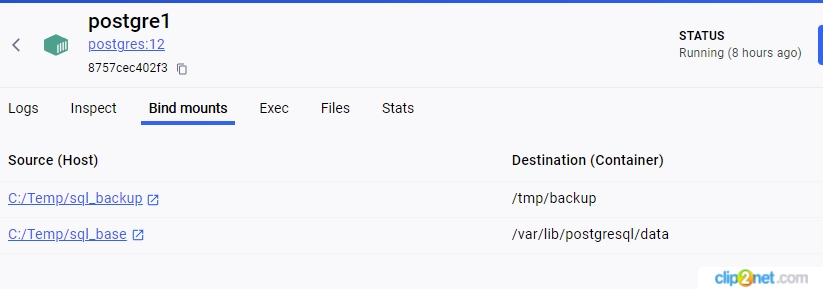 postgre1
postgres:12
STATUS
Running (8 hours ago)
8757cec402f3
Logs Inspect Bind mounts Exec Files Stats
Source (Host) Destination (Container)
C:/Temp/sql_backup /tmp/backup
C:/Temp/sql_base /var/lib/postgresql/data
clip2net.com